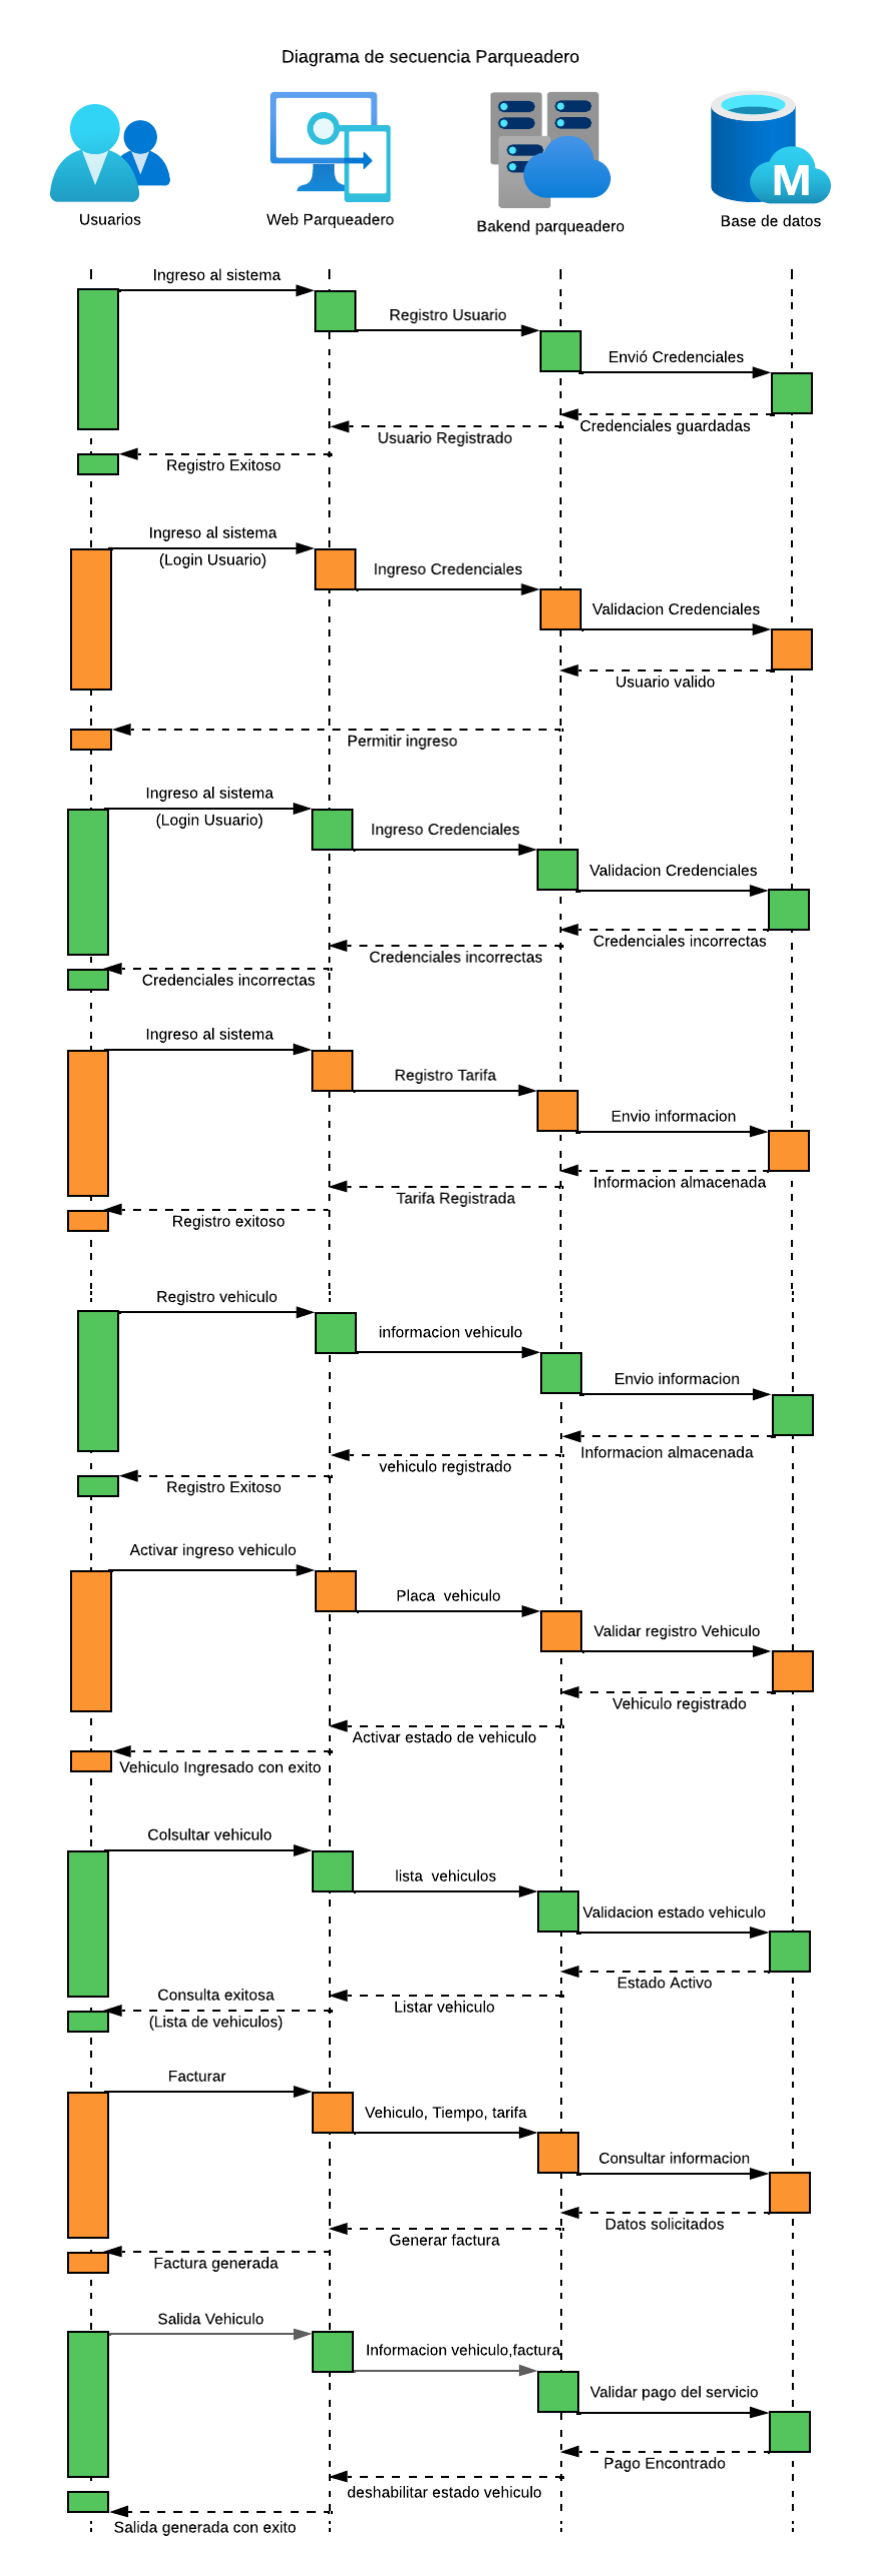 Diagrama de secuencia Parqueadero
Usuarios
Web Parqueadero
Bakend parqueadero
M
Base de datos
Ingreso al sistema
Registro Usuario
Envió Credenciales
Credenciales guardadas
Usuario Registrado
Registro Exitoso
Ingreso al sistema
(Login Usuario)
Ingreso Credenciales
Validacion Credenciales
Usuario valido
Permitir ingreso
Ingreso al sistema
(Login Usuario)
Ingreso Credenciales
Validacion Credenciales
Credenciales incorrectas
Credenciales incorrectas
Credenciales incorrectas
Ingreso al sistema
Registro Tarifa
Envio informacion
Informacion almacenada
Tarifa Registrada
Registro exitoso
Registro vehiculo
informacion vehiculo
Envio informacion
Informacion almacenada
vehiculo registrado
Registro Exitoso
Activar ingreso vehiculo
Placa  vehiculo
Validar registro Vehiculo
Vehiculo registrado
Activar estado de vehiculo
Vehiculo Ingresado con exito
Colsultar vehiculo
lista  vehiculos
Validacion estado vehiculo
Estado Activo
Listar vehiculo
Consulta exitosa
(Lista de vehiculos)
Facturar
Vehiculo, Tiempo, tarifa
Consultar informacion
Datos solicitados
Generar factura
Factura generada
Salida Vehiculo
Informacion vehiculo,factura
Validar pago del servicio
Pago Encontrado
deshabilitar estado vehiculo
Salida generada con exito